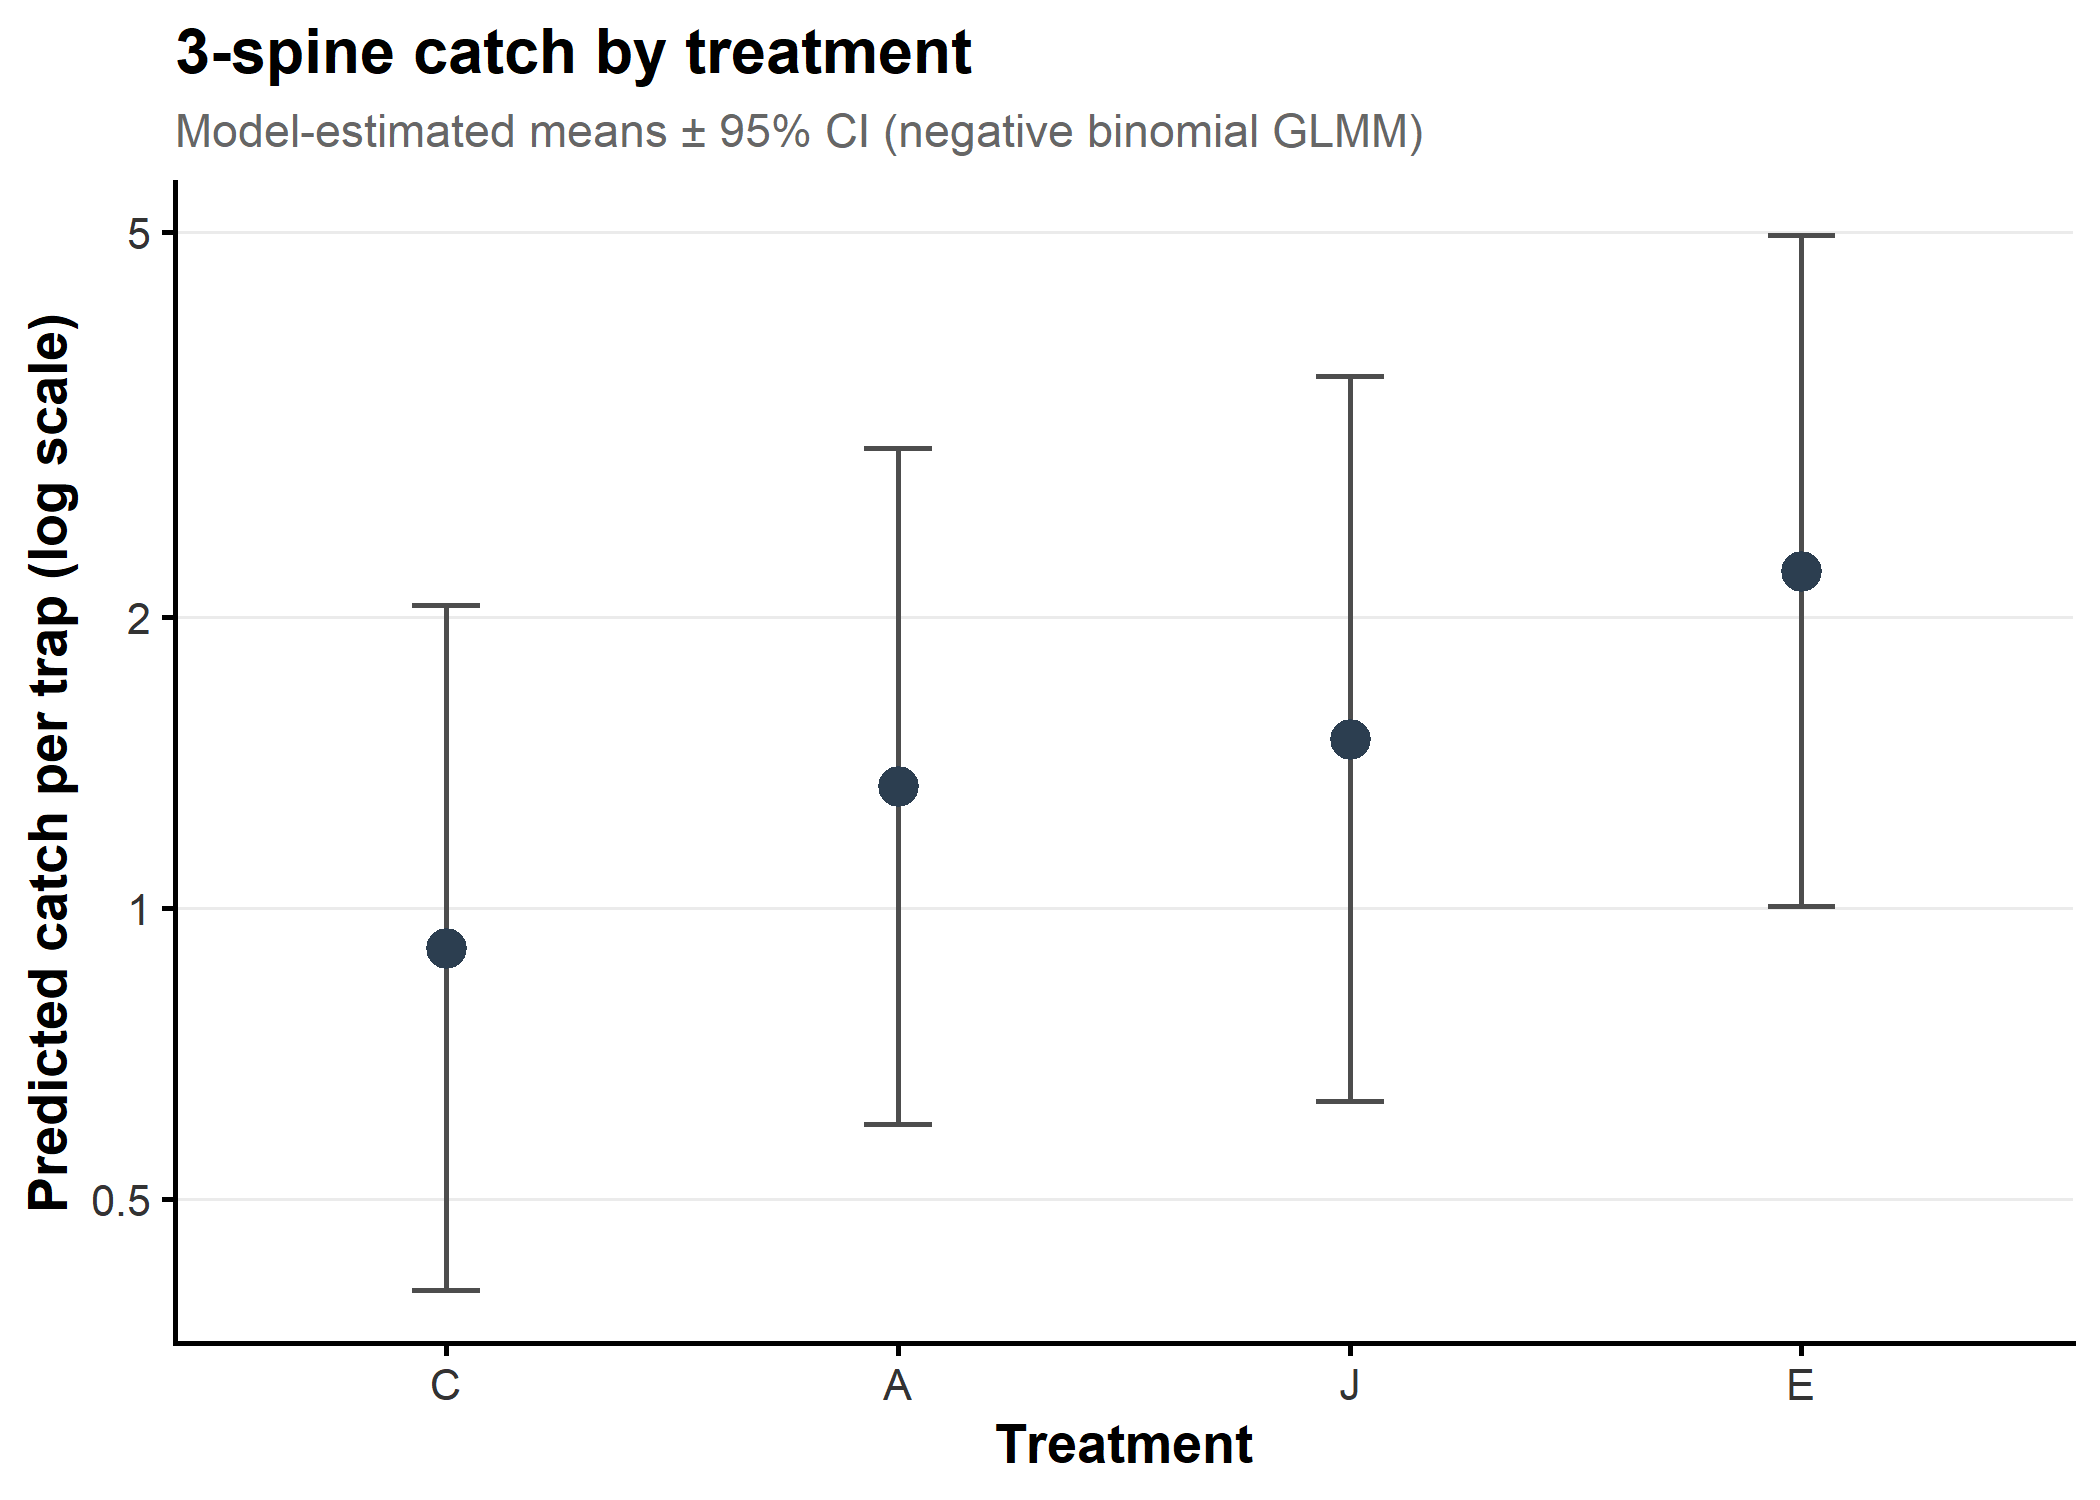 3-spine catch by treatment
Model-estimated means ± 95% CI (negative binomial GLMM)
Predicted catch per trap (log scale)
5
2
1
0.5
C
A
J
E
Treatment